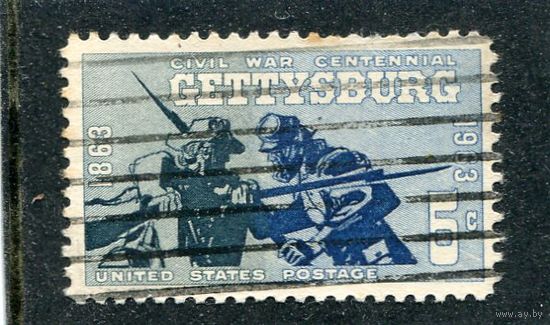 CIVIL WAR CENTENNIAL
GETTYSBURG
1863
1963
5c
UNITED STATES POSTAGE
www.ay.by